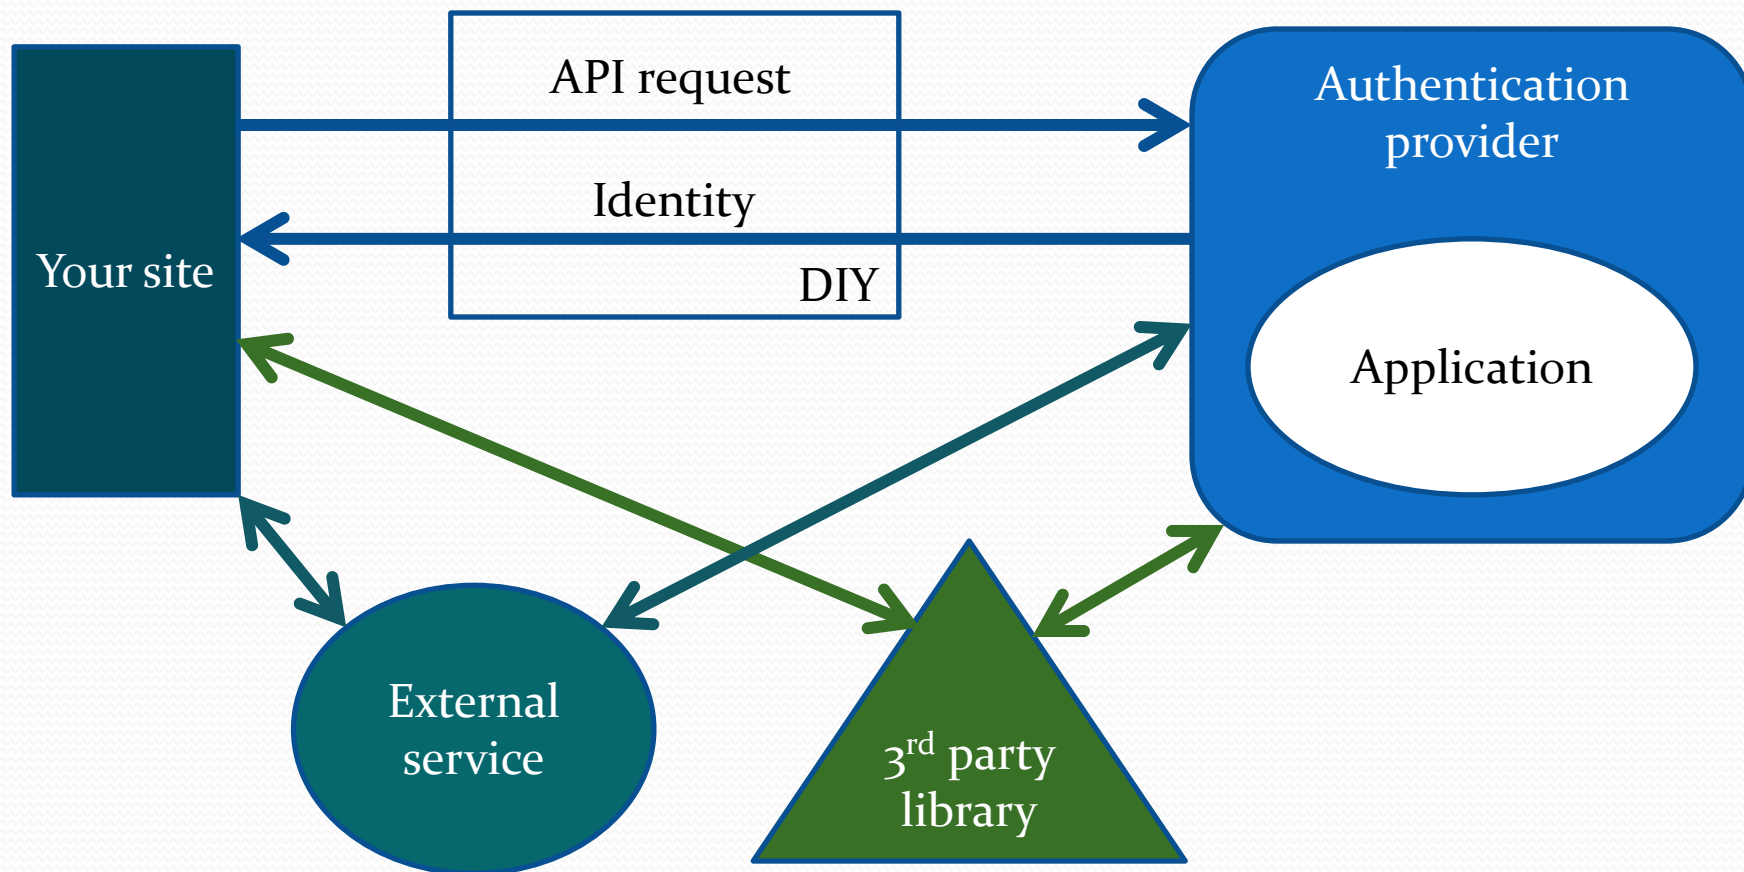 API request
Authentication
provider
Identity
Your site
DIY
Application
External
service
3rd party
library